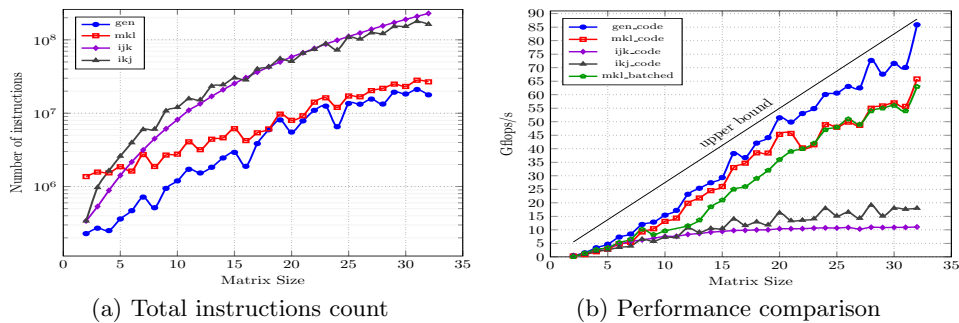 gen
mkl
ijk
ikj
10^8
10^7
10^6
Number of instructions
0 5 10 15 20 25 30 35
Matrix Size
(a) Total instructions count
gen_code
mkl_code
ijk_code
ikj_code
mkl_batched
upper bound
90
85
80
75
70
65
60
55
50
45
40
35
30
25
20
15
10
5
0
Gflops/s
0 5 10 15 20 25 30 35
Matrix Size
(b) Performance comparison